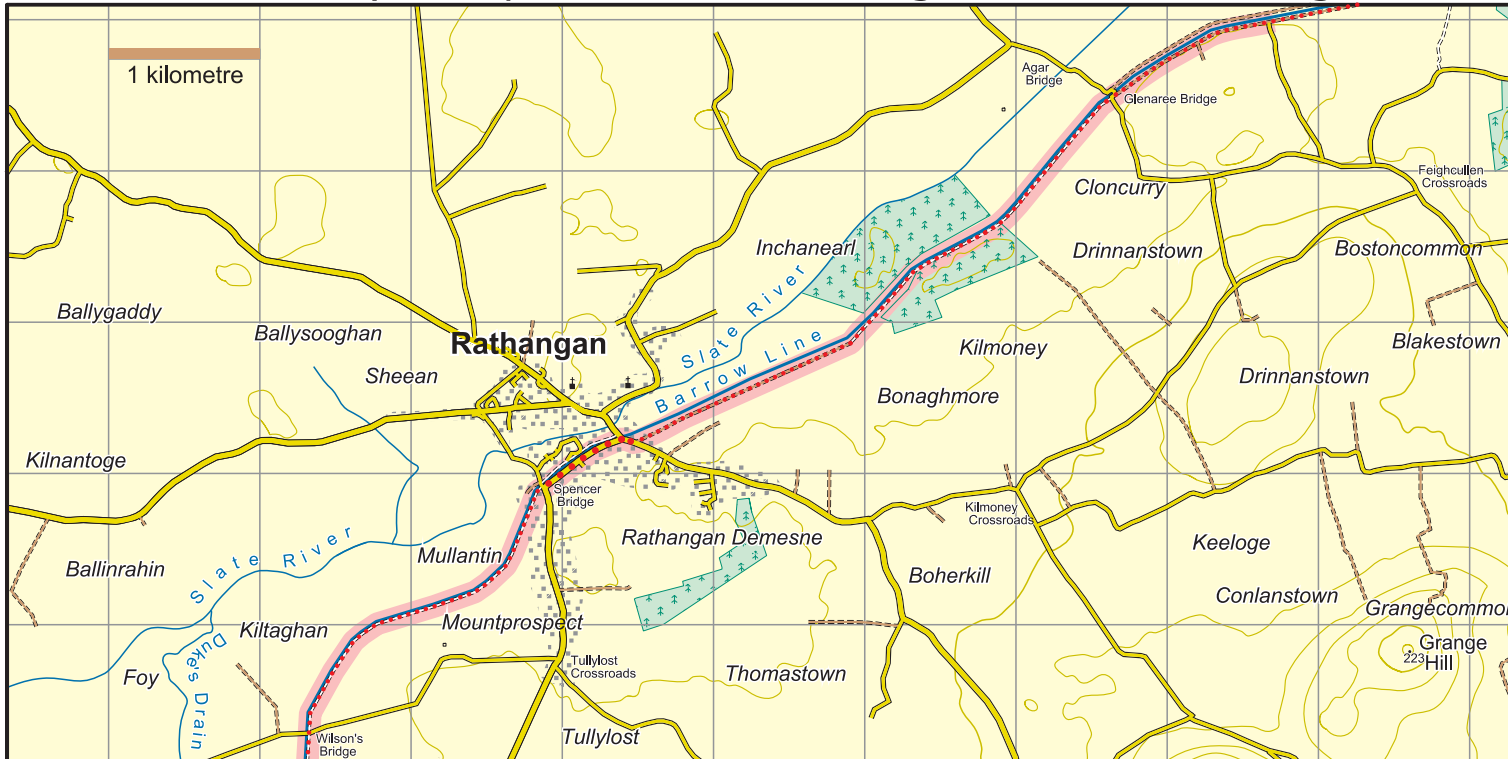 1 kilometre
Agar
Bridge
Glenaree Bridge
Feighcullen
Crossroads
Cloncurry
Inchanearl
Drinnanstown
Bostoncommon
Ballygaddy
Ballysooghan
Rathangan
Slate River
Barrow Line
Kilmoney
Blakestown
Sheean
Drinnanstown
Bonaghmore
Kilnantoge
Spencer
Bridge
Kilmoney
Crossroads
Rathangan Demesne
Keeloge
Slate River
Mullantin
Ballinrahin
Boherkill
Conlanstown
Grangecommon
Mountprospect
Kiltaghan
Duke's Drain
Grange
Hill
223
Foy
Tullylost
Crossroads
Thomastown
Wilson's
Bridge
Tullylost